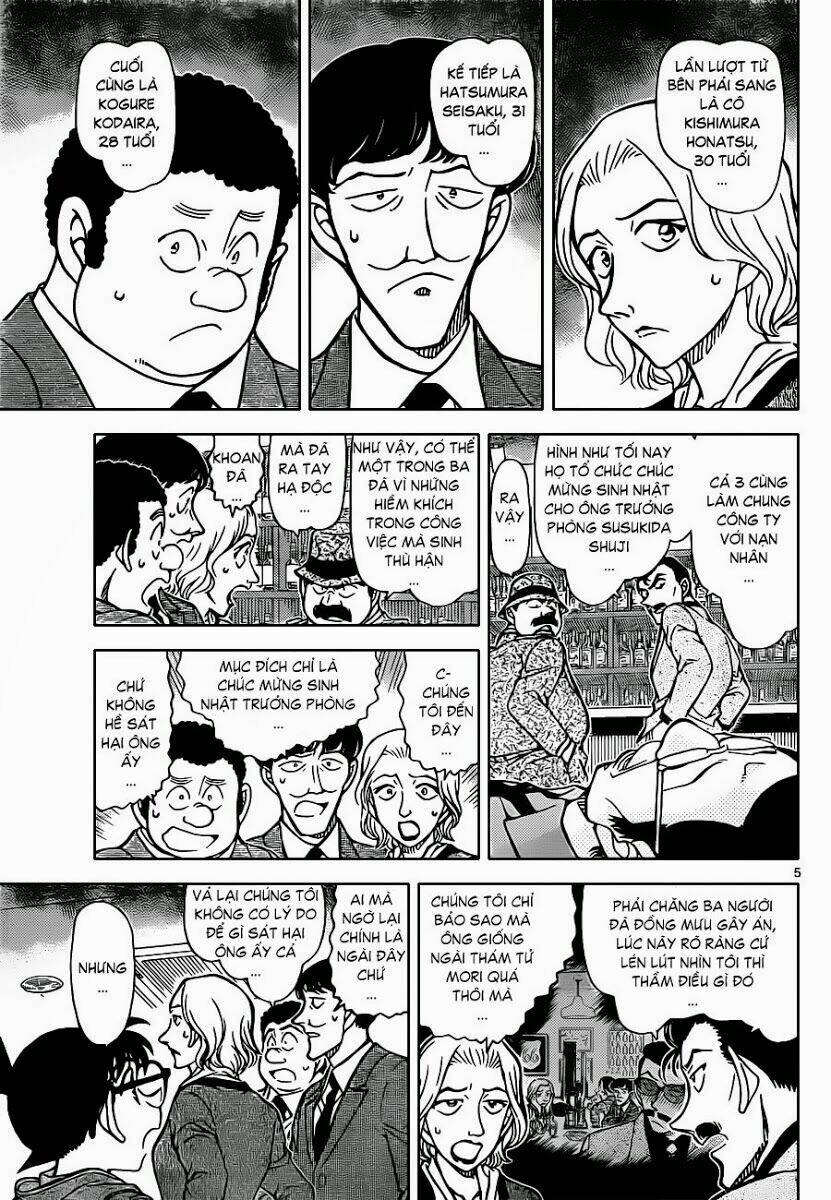 LẦN LƯỢT TỪ
BÊN PHẢI SANG
LÀ CÔ
KISHIMURA
HONATSU,
30 TUỔI
...
KẾ TIẾP LÀ
HATSUMURA
SEISAKU, 31
TUỔI
...
CUỐI
CÙNG LÀ
KOGURE
KODAIRA,
28 TUỔI
...
CẢ 3 CÙNG
LÀM CHUNG
CÔNG TY
VỚI NẠN
NHÂN
HÌNH NHƯ TỐI NAY
HỌ TỔ CHỨC CHÚC
MỪNG SINH NHẬT
CHO ÔNG TRƯỞNG
PHÒNG SUSUKIDA
SHUJI
...
RA
VẬY
...
NHƯ VẬY, CÓ THỂ
MỘT TRONG BA
ĐÃ VÌ NHỮNG
HIỀM KHÍCH
TRONG CÔNG
VIỆC MÀ SINH
THÙ HẬN
MÀ ĐÃ
RA TAY
HẠ ĐỘC
...
KHOAN
ĐÃ
...
C-
CHÚNG
TÔI ĐẾN
ĐÂY
...
MỤC ĐÍCH CHỈ LÀ
CHÚC MỪNG SINH
NHẬT TRƯỞNG PHÒNG
...
CHỨ
KHÔNG
HỀ SÁT
HẠI ÔNG
ẤY
...
5
PHẢI CHĂNG BA NGƯỜI
ĐÃ ĐỒNG MƯU GÂY ÁN,
LÚC NÃY RÕ RÀNG CỨ
LÉN LÚT NHÌN TÔI THÌ
THẦM ĐIỀU GÌ ĐÓ
...
CHÚNG TÔI CHỈ
BẢO SAO MÀ
ÔNG GIỐNG
NGÀI THÁM TỬ
MORI QUÁ
THÔI MÀ
...
66
AI MÀ
NGỜ LẠI
CHÍNH LÀ
NGÀI ĐÂY
CHỨ
...
VẢ LẠI CHÚNG TÔI
KHÔNG CÓ LÝ DO
ĐỂ GÌ SÁT HẠI
ÔNG ẤY CẢ
...
NHƯNG
...